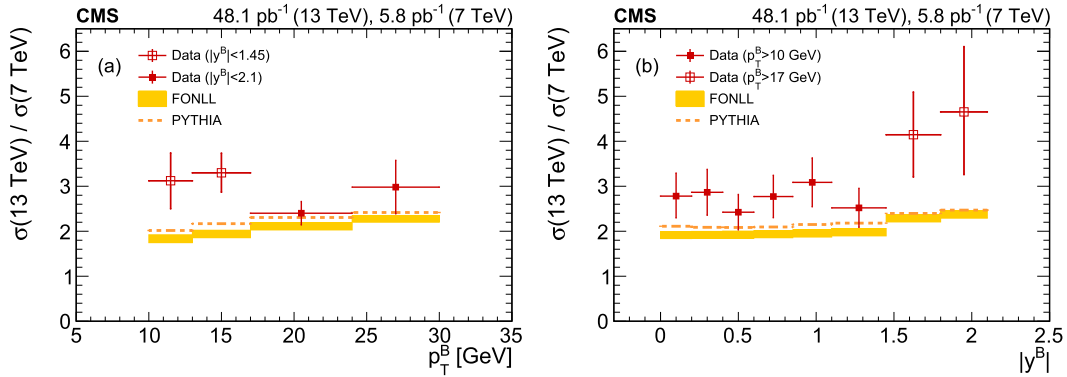 CMS 48.1 pb⁻¹ (13 TeV), 5.8 pb⁻¹ (7 TeV)
σ(13 TeV) / σ(7 TeV)
6
5
4
3
2
1
0
(a)
Data (|y^B|<1.45)
Data (|y^B|<2.1)
FONLL
PYTHIA
5 10 15 20 25 30 35
p_T^B [GeV]
CMS 48.1 pb⁻¹ (13 TeV), 5.8 pb⁻¹ (7 TeV)
σ(13 TeV) / σ(7 TeV)
6
5
4
3
2
1
0
(b)
Data (p_T^B>10 GeV)
Data (p_T^B>17 GeV)
FONLL
PYTHIA
0 0.5 1 1.5 2 2.5
|y^B|